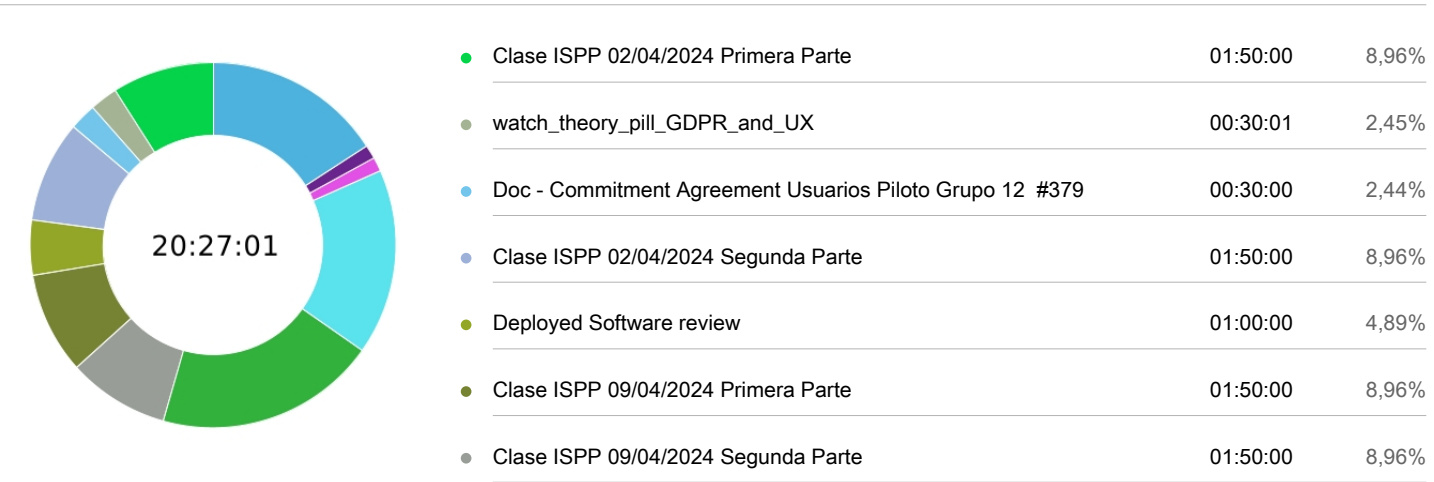 20:27:01
Clase ISPP 02/04/2024 Primera Parte 01:50:00 8,96%
watch_theory_pill_GDPR_and_UX 00:30:01 2,45%
Doc - Commitment Agreement Usuarios Piloto Grupo 12 #379 00:30:00 2,44%
Clase ISPP 02/04/2024 Segunda Parte 01:50:00 8,96%
Deployed Software review 01:00:00 4,89%
Clase ISPP 09/04/2024 Primera Parte 01:50:00 8,96%
Clase ISPP 09/04/2024 Segunda Parte 01:50:00 8,96%